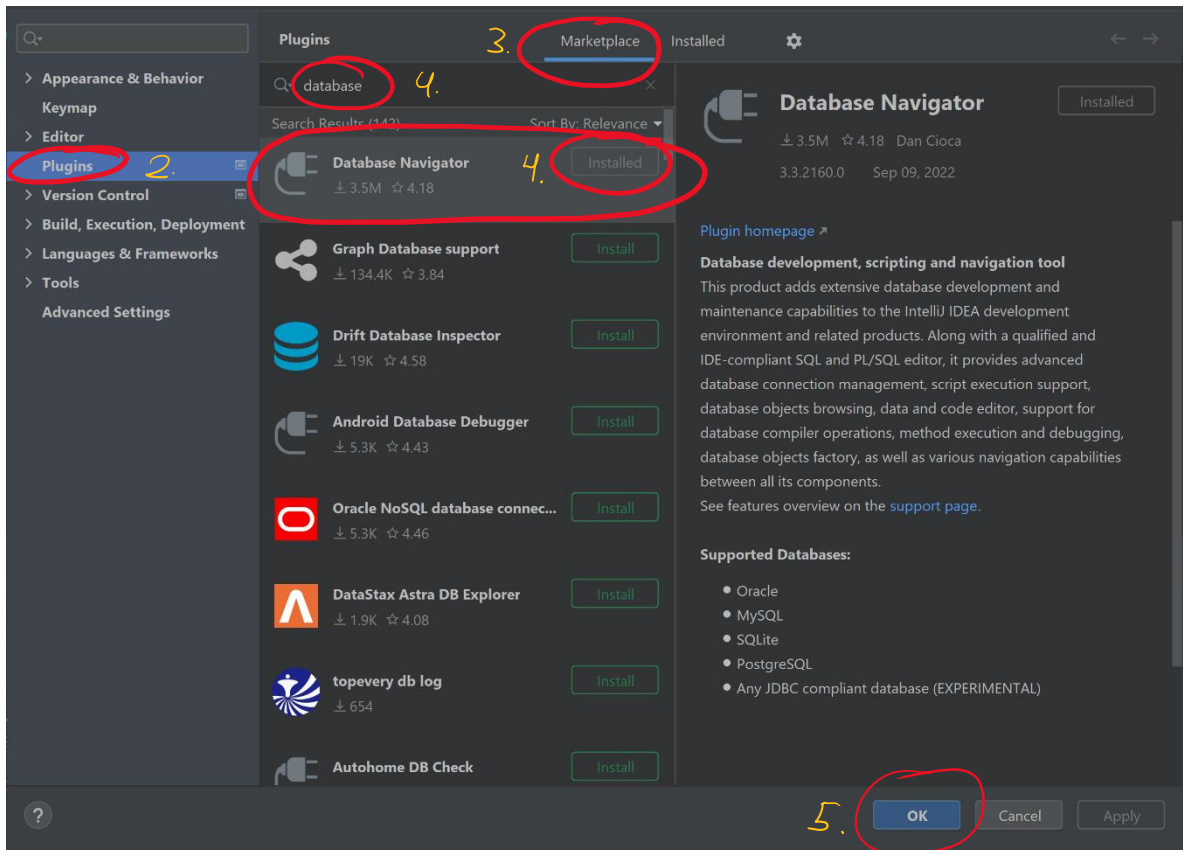 Plugins
3.
Marketplace
Installed
> Appearance & Behavior
Keymap
> Editor
Plugins
2.
> Version Control
> Build, Execution, Deployment
> Languages & Frameworks
> Tools
Advanced Settings
database
4.
Search Results (142)
Sort By: Relevance
Database Navigator
3.5M 4.18
4.
Installed
Graph Database support
134.4K 3.84
Install
Drift Database Inspector
19K 4.58
Install
Android Database Debugger
5.3K 4.43
Install
Oracle NoSQL database connec...
5.3K 4.46
Install
DataStax Astra DB Explorer
1.9K 4.08
Install
topevery db log
654
Install
Autohome DB Check
Install
Database Navigator
Installed
3.5M 4.18 Dan Cioca
3.3.2160.0 Sep 09, 2022
Plugin homepage ↗
Database development, scripting and navigation tool
This product adds extensive database development and
maintenance capabilities to the IntelliJ IDEA development
environment and related products. Along with a qualified and
IDE-compliant SQL and PL/SQL editor, it provides advanced
database connection management, script execution support,
database objects browsing, data and code editor, support for
database compiler operations, method execution and debugging,
database objects factory, as well as various navigation capabilities
between all its components.
See features overview on the support page.
Supported Databases:
• Oracle
• MySQL
• SQLite
• PostgreSQL
• Any JDBC compliant database (EXPERIMENTAL)
?
5.
OK
Cancel
Apply